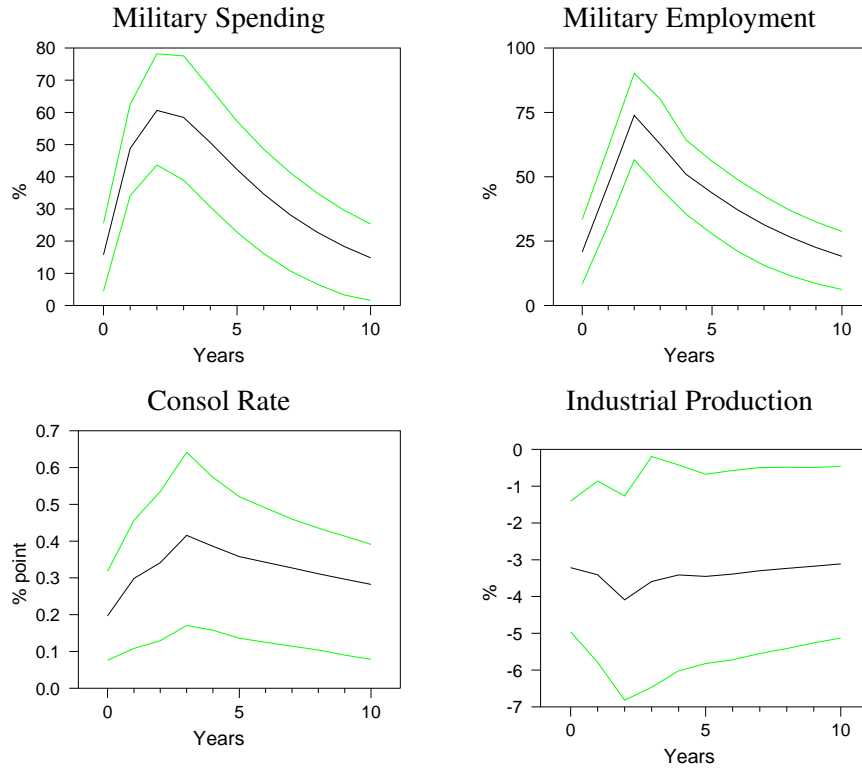 Military Spending
80
70
60
50
40
30
20
10
0
%
0 5 10
Years
Military Employment
100
75
50
25
0
%
0 5 10
Years
Consol Rate
0.7
0.6
0.5
0.4
0.3
0.2
0.1
0.0
% point
0 5 10
Years
Industrial Production
0
-1
-2
-3
-4
-5
-6
-7
%
0 5 10
Years